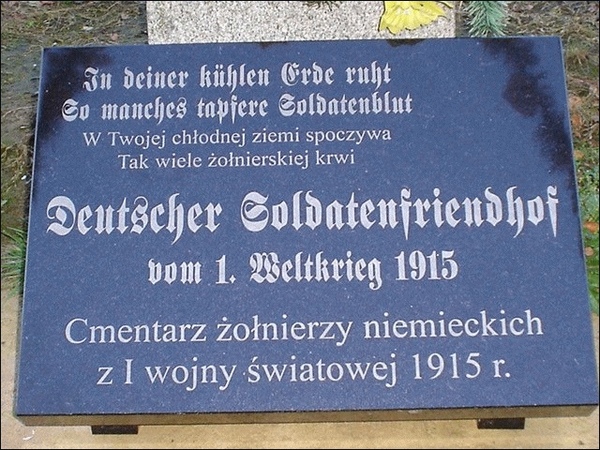 In deiner kühlen Erde ruht
So manches tapfere Soldatenblut
W Twojej chłodnej ziemi spoczywa
Tak wiele żołnierskiej krwi
Deutscher Soldatenfriendhof
vom 1. Weltkrieg 1915
Cmentarz żołnierzy niemieckich
z I wojny światowej 1915 r.